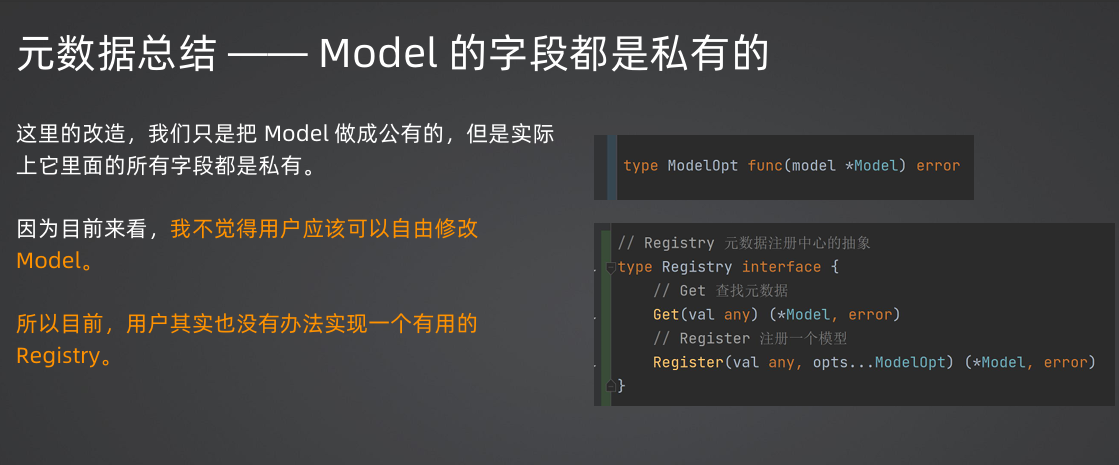 元数据总结 —— Model 的字段都是私有的
这里的改造，我们只是把 Model 做成公有的，但是实际
上它里面的所有字段都是私有。
因为目前来看，我不觉得用户应该可以自由修改
Model。
所以目前，用户其实也没有办法实现一个有用的
Registry。
type ModelOpt func(model *Model) error
// Registry 元数据注册中心的抽象
type Registry interface {
// Get 查找元数据
Get(val any) (*Model, error)
// Register 注册一个模型
Register(val any, opts...ModelOpt) (*Model, error)
}